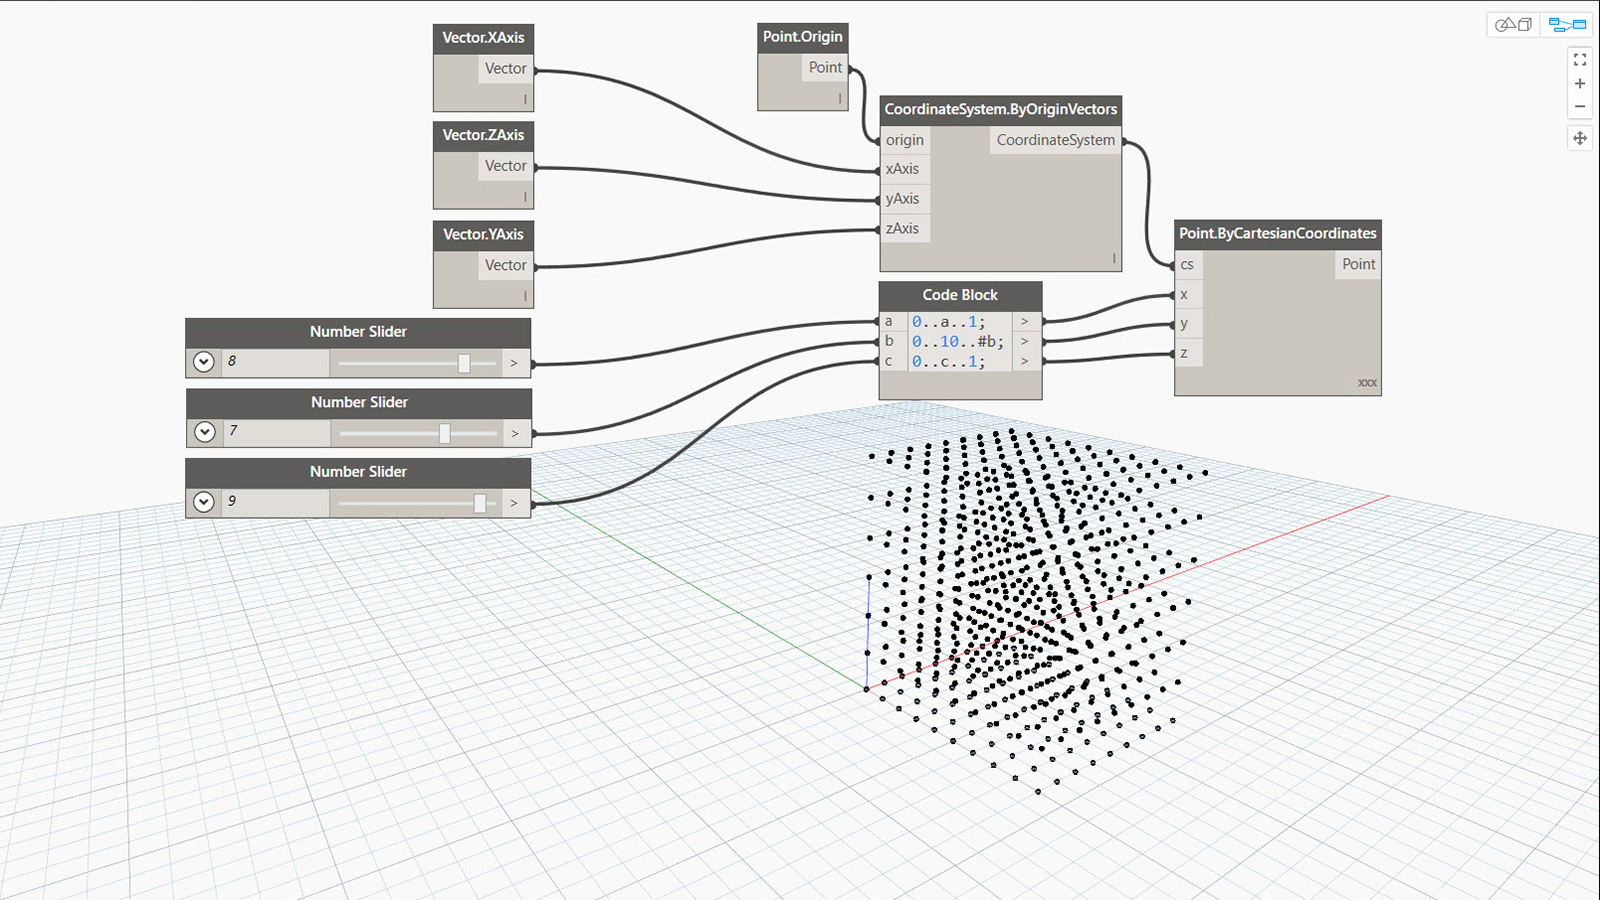 Vector.XAxis
Vector
l
Vector.ZAxis
Vector
l
Vector.YAxis
Vector
l
Point.Origin
Point
l
CoordinateSystem.ByOriginVectors
origin CoordinateSystem
xAxis
yAxis
zAxis
l
Point.ByCartesianCoordinates
cs Point
x
y
z
xxx
Code Block
a 0..a..1; >
b 0..10..#b; >
c 0..c..1; >
Number Slider
8 >
Number Slider
7 >
Number Slider
9 >